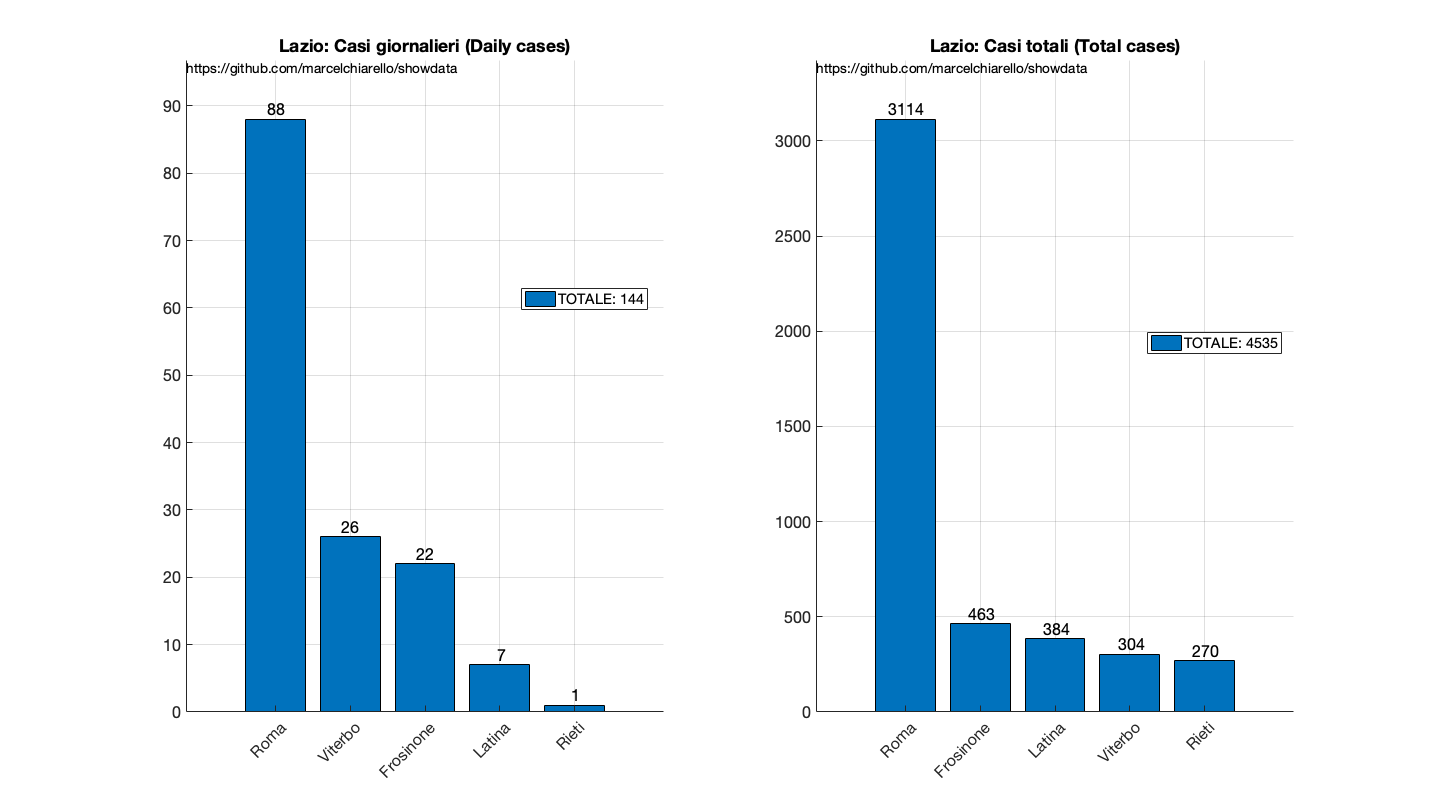 Lazio: Casi giornalieri (Daily cases)
https://github.com/marcelchiarello/showdata
90
80
70
60
50
40
30
20
10
0
88
26
22
7
1
TOTALE: 144
Roma
Viterbo
Frosinone
Latina
Rieti
Lazio: Casi totali (Total cases)
https://github.com/marcelchiarello/showdata
3000
2500
2000
1500
1000
500
0
3114
463
384
304
270
TOTALE: 4535
Roma
Frosinone
Latina
Viterbo
Rieti